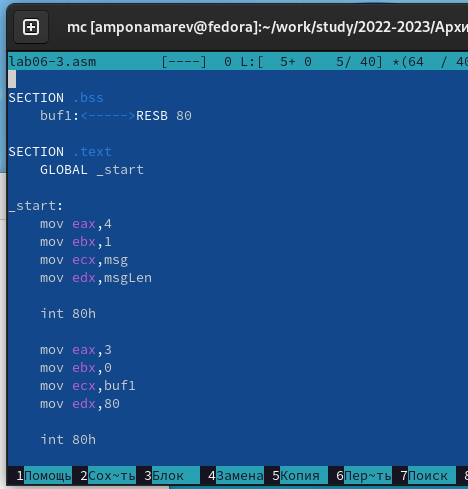 mc [amponamarev@fedora]:~/work/study/2022-2023/Архи
lab06-3.asm [----] 0 L:[ 5+ 0 5/ 40] *(64 / 40
SECTION .bss
buf1:<----->RESB 80
SECTION .text
GLOBAL _start
_start:
mov eax,4
mov ebx,1
mov ecx,msg
mov edx,msgLen
int 80h
mov eax,3
mov ebx,0
mov ecx,buf1
mov edx,80
int 80h
1Помощь 2Сох~ть 3Блок 4Замена 5Копия 6Пер~ть 7Поиск 8